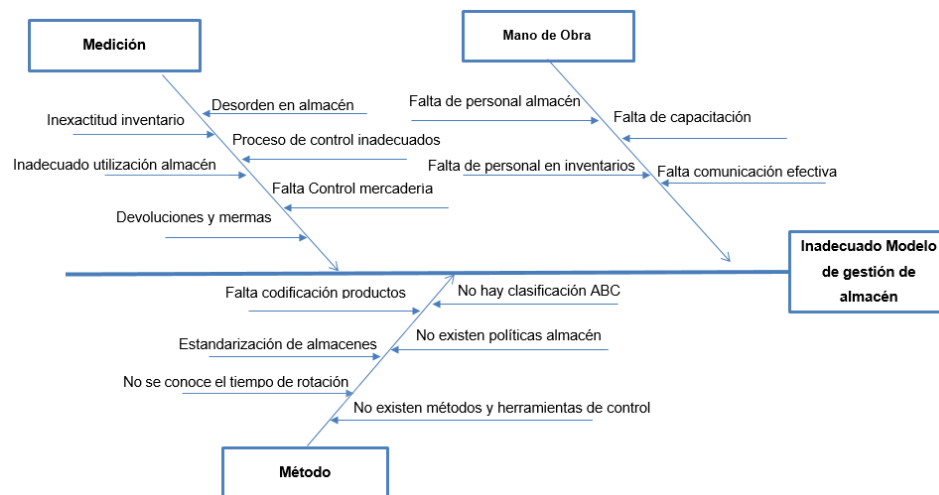 Medición
Mano de Obra
Desorden en almacén
Inexactitud inventario
Proceso de control inadecuados
Inadecuado utilización almacén
Falta Control mercaderia
Devoluciones y mermas
Falta de personal almacén
Falta de capacitación
Falta de personal en inventarios
Falta comunicación efectiva
Inadecuado Modelo
de gestión de
almacén
Falta codificación productos
No hay clasificación ABC
Estandarización de almacenes
No existen políticas almacén
No se conoce el tiempo de rotación
No existen métodos y herramientas de control
Método